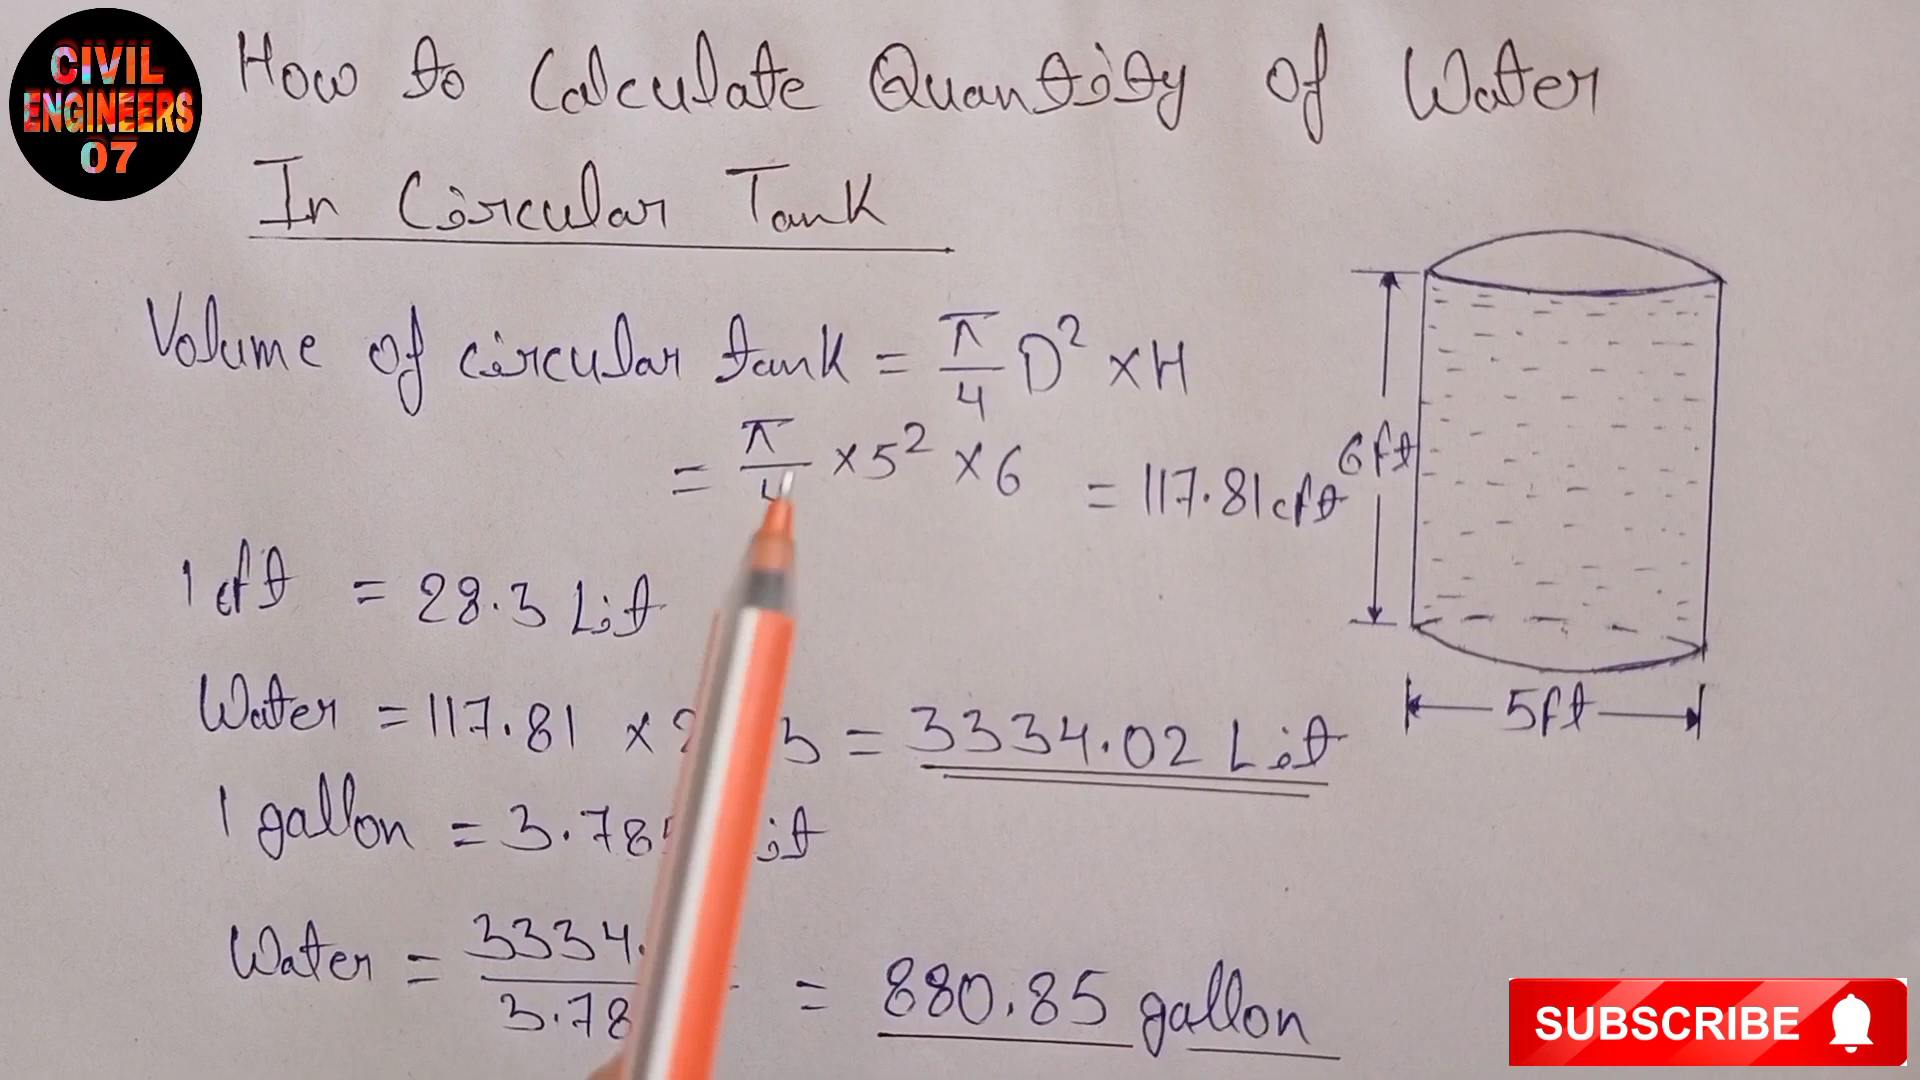 CIVIL
ENGINEERS
07
How to Calculate Quantity of Water
In Circular Tank
Volume of circular tank = π/4 D² × H
= π/4 × 5² × 6 = 117.81 cft
6ft
1 cft = 28.3 Lit
5ft
Water = 117.81 × 3 = 3334.02 Lit
1 gallon = 3.78
Water = 3334. / 3.78 = 880.85 gallon
SUBSCRIBE